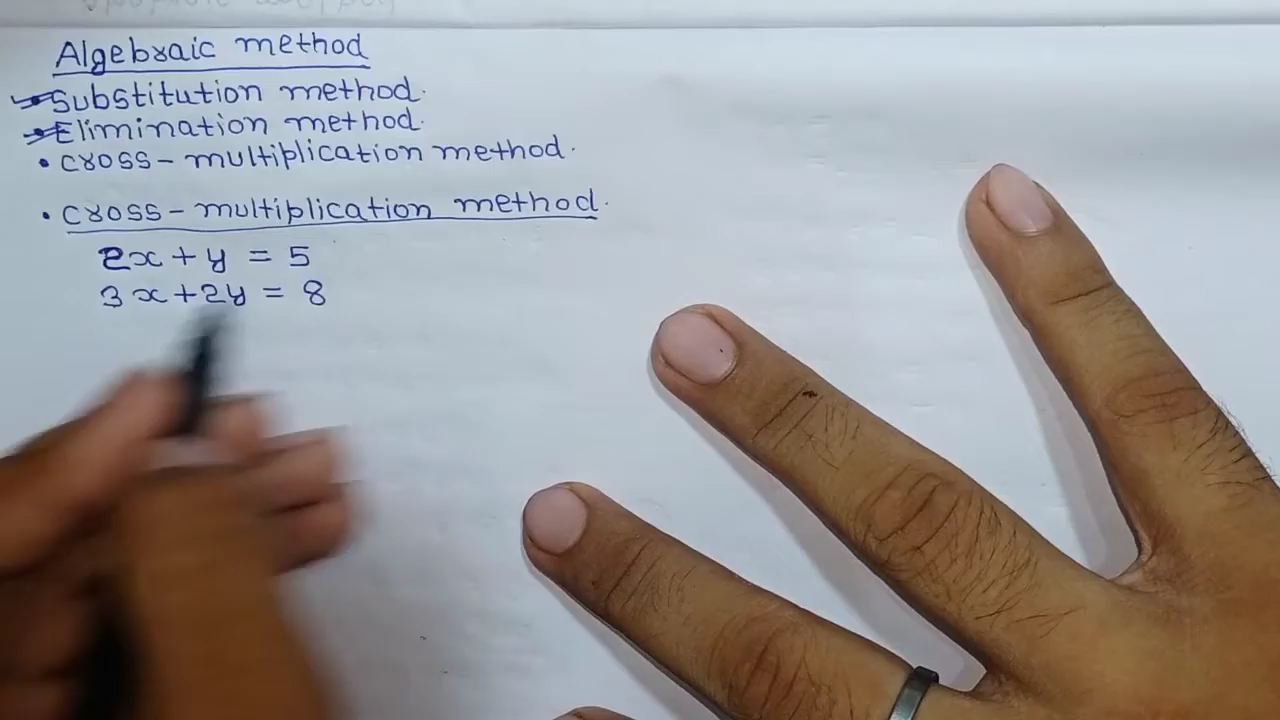 Algebraic method
Substitution method.
Elimination method.
• cross-multiplication method.
• cross-multiplication method.
2x + y = 5
3x + 2y = 8